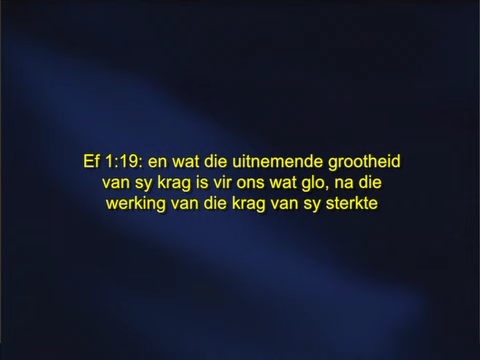 Ef 1:19: en wat die uitnemende grootheid
van sy krag is vir ons wat glo, na die
werking van die krag van sy sterkte